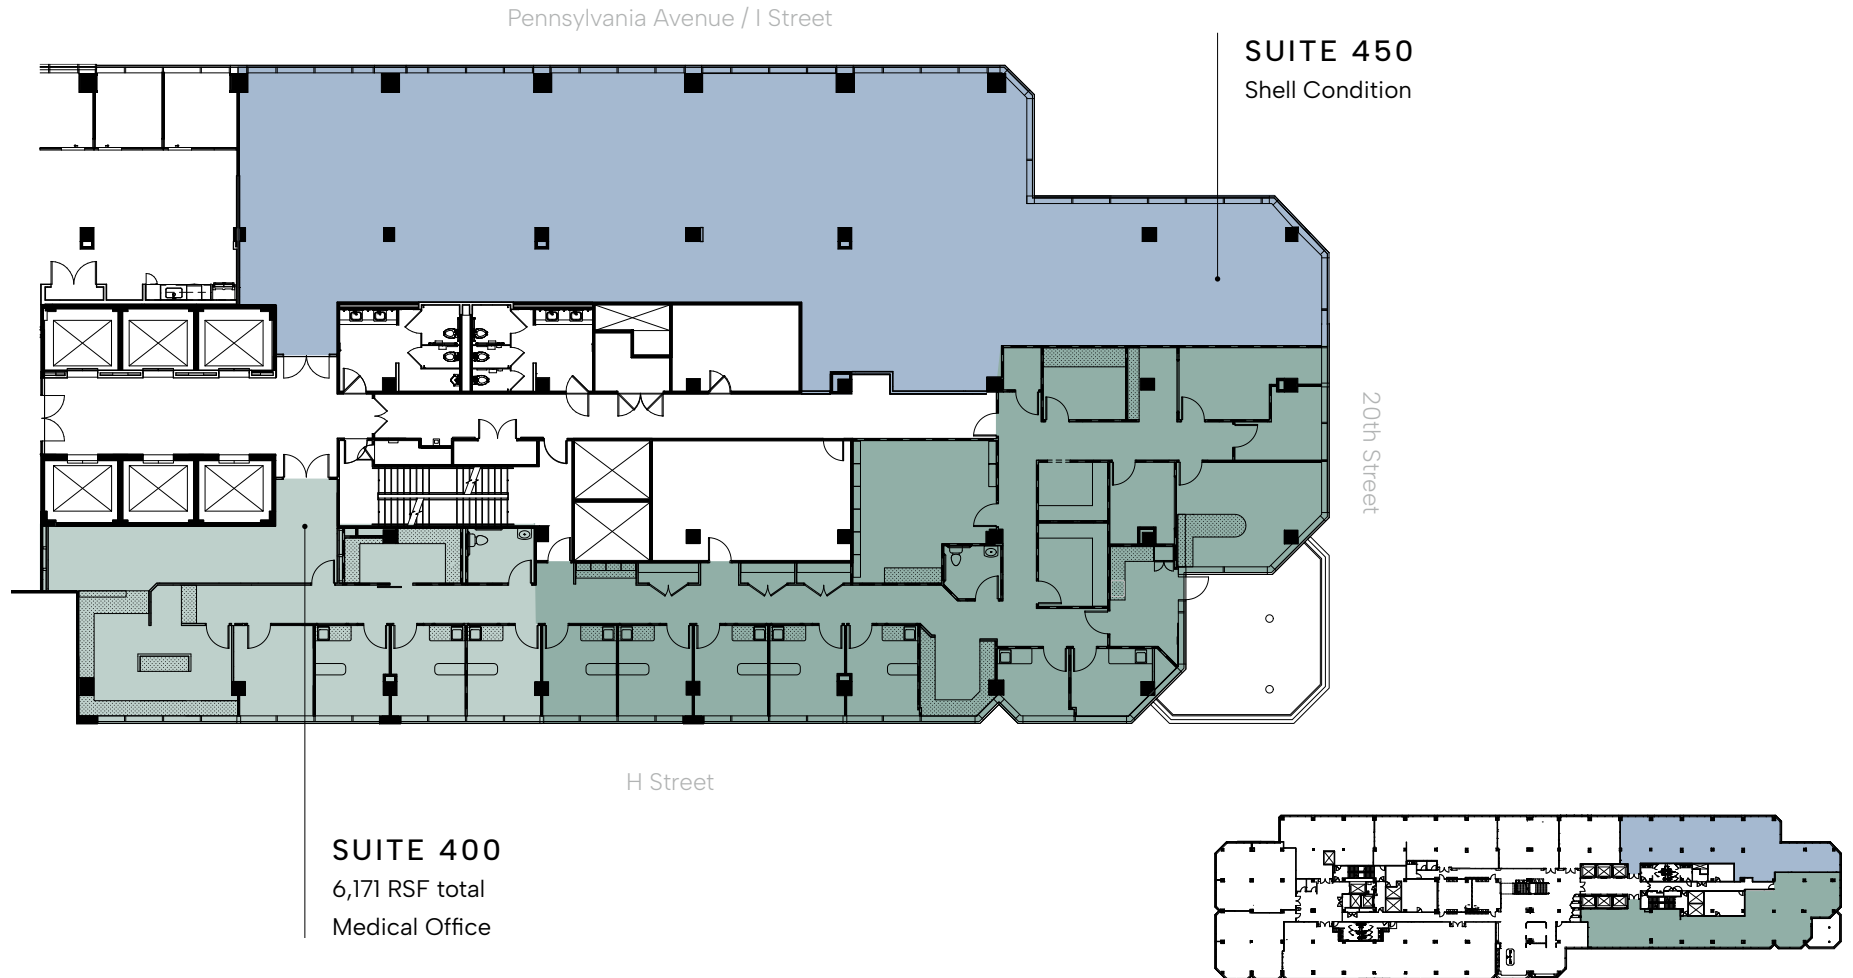 Pennsylvania Avenue / I Street
SUITE 450
Shell Condition
20th Street
H Street
SUITE 400
6,171 RSF total
Medical Office